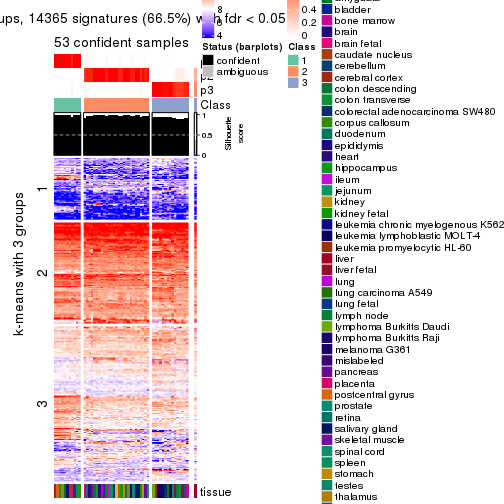 ups, 14365 signatures (66.5%) with fdr < 0.05
53 confident samples
p3
Class
1
0.5
0
Silhouette
score
k-means with 3 groups
1
2
3
tissue
8
6
4
Status (barplots)
confident
ambiguous
0.4
0.2
0
Class
1
2
3
bladder
bone marrow
brain
brain fetal
caudate nucleus
cerebellum
cerebral cortex
colon descending
colon transverse
colorectal adenocarcinoma SW480
corpus callosum
duodenum
epididymis
heart
hippocampus
ileum
jejunum
kidney
kidney fetal
leukemia chronic myelogenous K562
leukemia lymphoblastic MOLT-4
leukemia promyelocytic HL-60
liver
liver fetal
lung
lung carcinoma A549
lung fetal
lymph node
lymphoma Burkitts Daudi
lymphoma Burkitts Raji
melanoma G361
mislabeled
pancreas
placenta
postcentral gyrus
prostate
retina
salivary gland
skeletal muscle
spinal cord
spleen
stomach
testes
thalamus